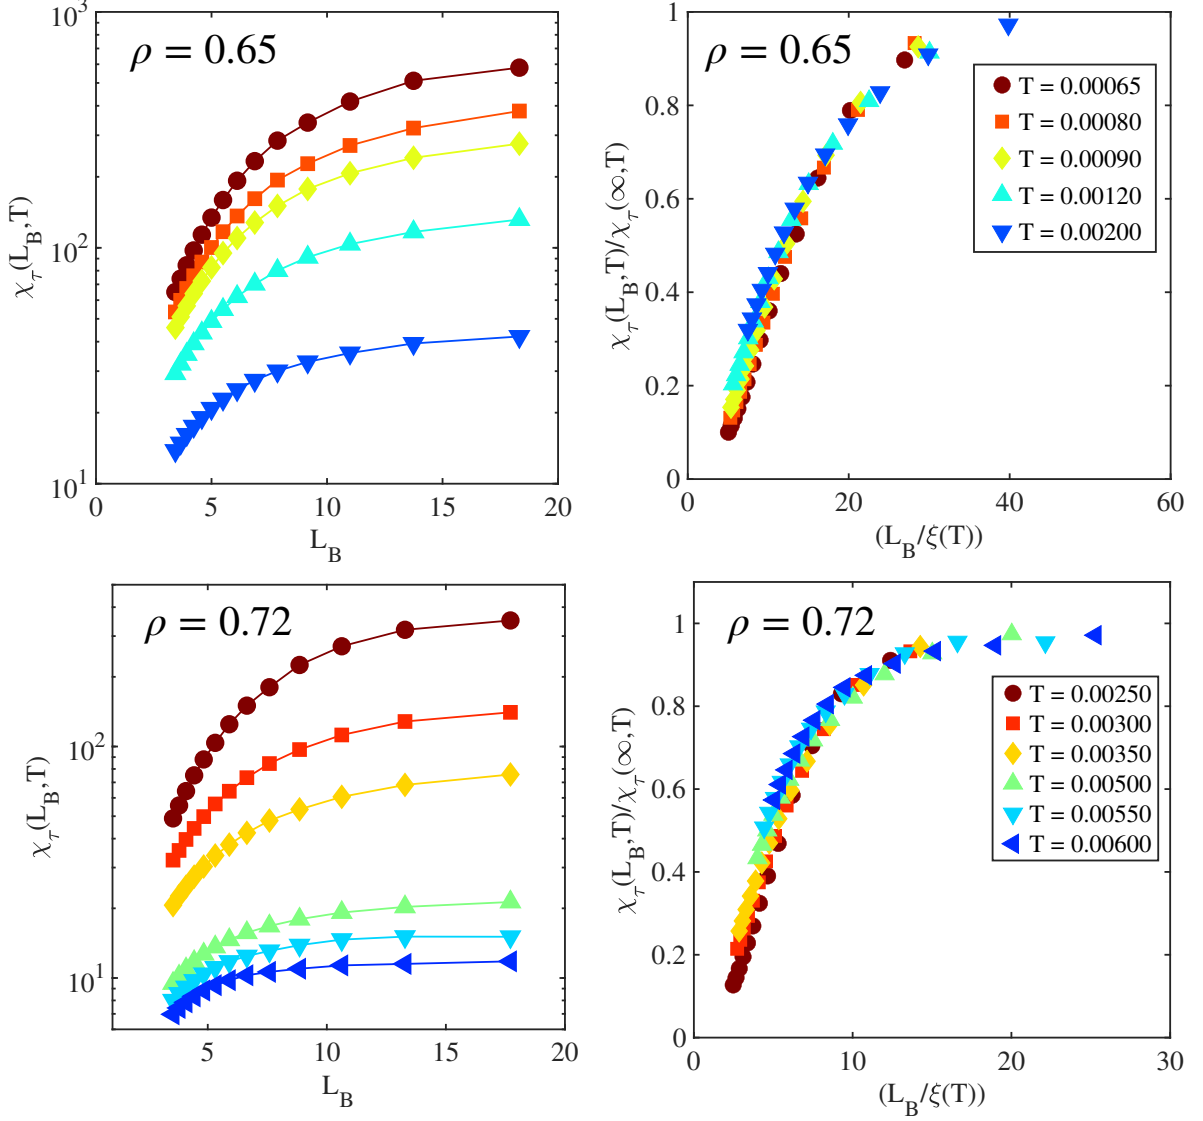 ρ = 0.65
χ_τ(L_B,T)
10^3
10^2
10^1
0
5
10
15
20
L_B
ρ = 0.65
χ_τ(L_B,T)/χ_τ(∞,T)
1
0.8
0.6
0.4
0.2
0
0
20
40
60
(L_B/ξ(T))
T = 0.00065
T = 0.00080
T = 0.00090
T = 0.00120
T = 0.00200
ρ = 0.72
χ_τ(L_B,T)
10^2
10^1
5
10
15
20
L_B
ρ = 0.72
χ_τ(L_B,T)/χ_τ(∞,T)
1
0.8
0.6
0.4
0.2
0
0
10
20
30
(L_B/ξ(T))
T = 0.00250
T = 0.00300
T = 0.00350
T = 0.00500
T = 0.00550
T = 0.00600